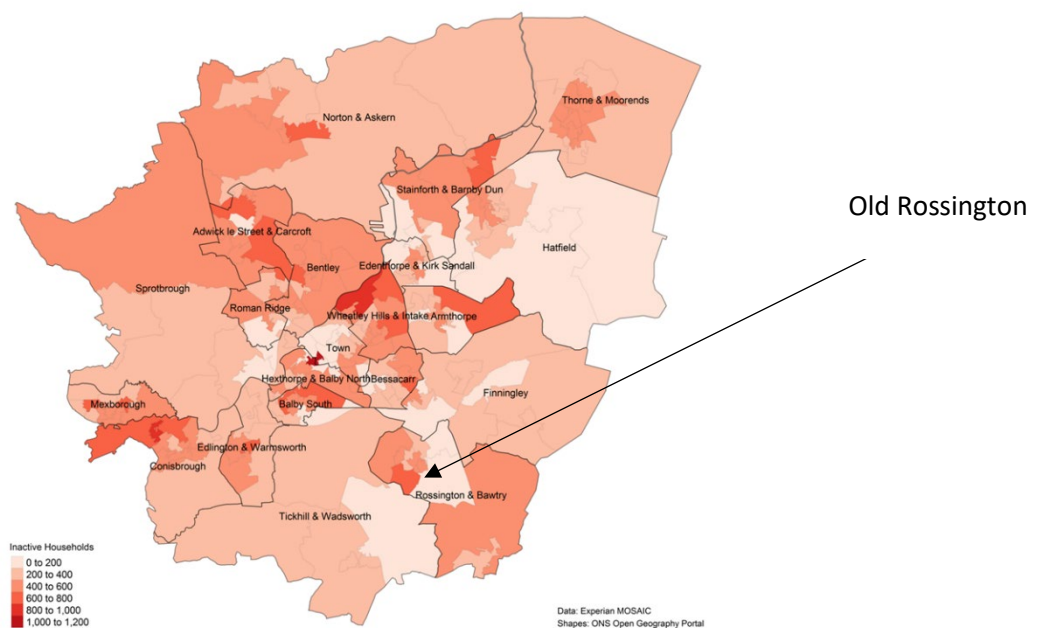 Thorne & Moorends
Norton & Askern
Stainforth & Barnby Dun
Old Rossington
Adwick le Street & Carcroft
Hatfield
Bentley
Edenthorpe & Kirk Sandall
Sprotbrough
Roman Ridge
Wheatley Hills & Intake
Armthorpe
Town
Hexthorpe & Balby North
Bessacarr
Finningley
Mexborough
Balby South
Edlington & Warmsworth
Conisbrough
Rossington & Bawtry
Tickhill & Wadsworth
Inactive Households
0 to 200
200 to 400
400 to 600
600 to 800
800 to 1,000
1,000 to 1,200
Data: Experian MOSAIC
Shapes: ONS Open Geography Portal